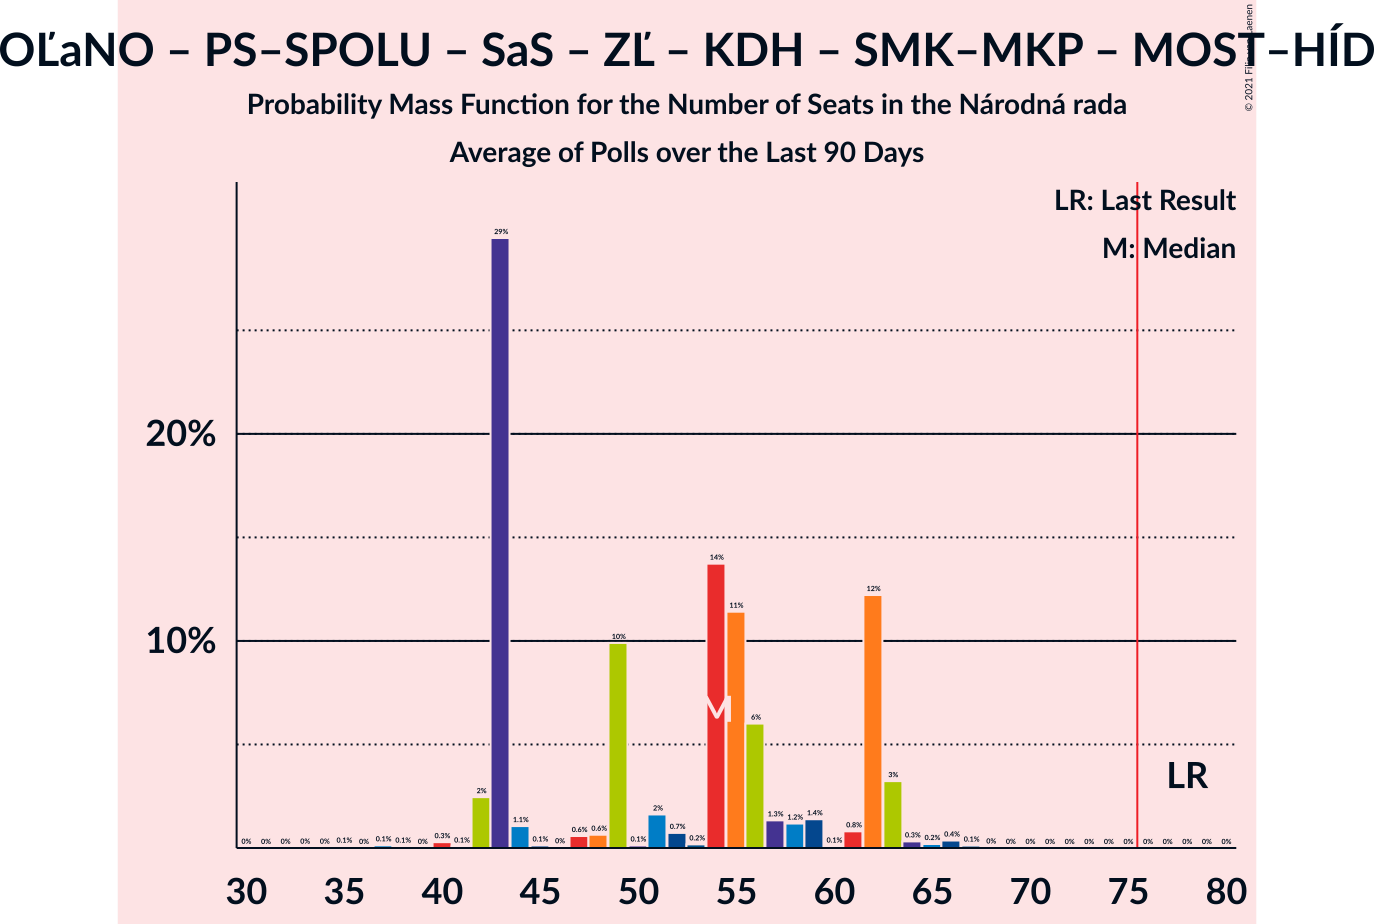 OĽaNO – PS–SPOLU – SaS – ZĽ – KDH – SMK–MKP – MOST–HÍD
Probability Mass Function for the Number of Seats in the Národná rada
Average of Polls over the Last 90 Days
LR: Last Result
M: Median
29%
20%
14%
12%
11%
10%
10%
6%
M
3%
LR
2%
2%
1.1%
1.3%
1.2%
1.4%
0% 0% 0% 0% 0% 0.1% 0% 0.1% 0.1% 0% 0.3% 0.1% 0.1% 0% 0.6% 0.6% 0.1% 0.7% 0.2% 0.1% 0.8% 0.3% 0.2% 0.4% 0.1% 0% 0% 0% 0% 0% 0% 0% 0% 0% 0% 0% 0% 0%
30 35 40 45 50 55 60 65 70 75 80